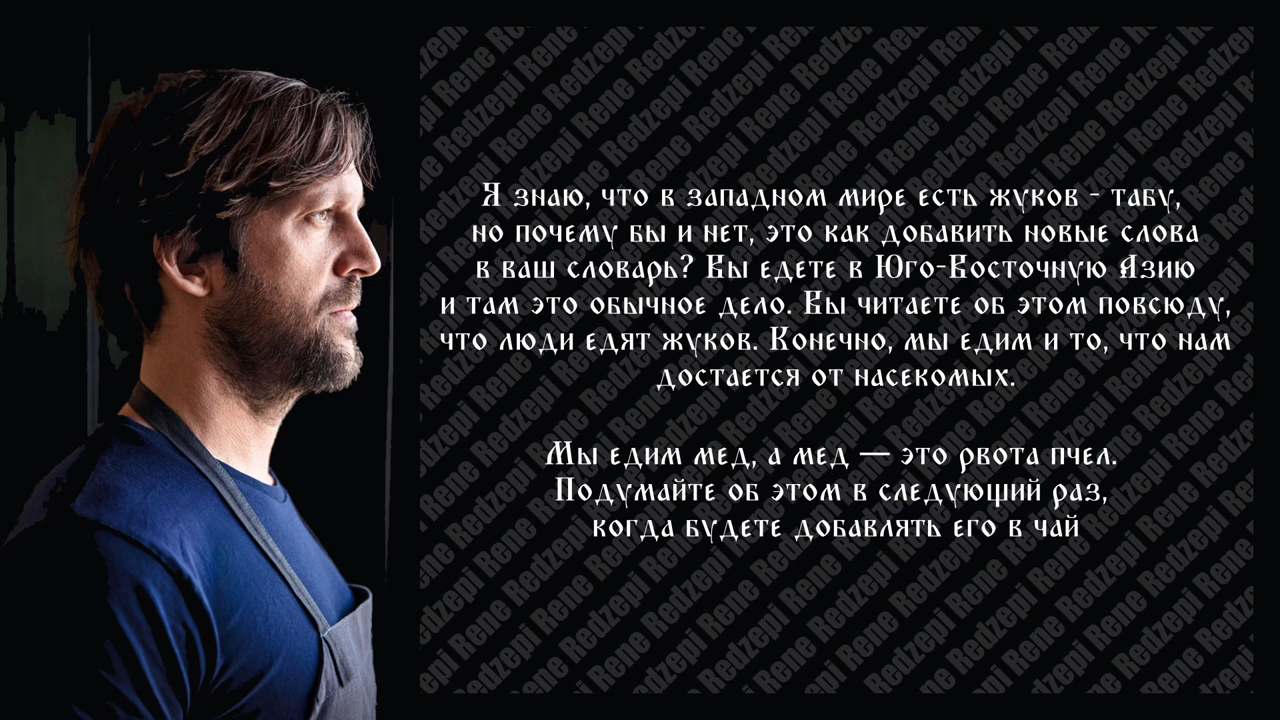 Я знаю, что в западном мире есть жуков - табу,
но почему бы и нет, это как добавить новые слова
в ваш словарь? Вы едете в Юго-Восточную Азию
и там это обычное дело. Вы читаете об этом повсюду,
что люди едят жуков. Конечно, мы едим и то, что нам
достается от насекомых.
Мы едим мед, а мед — это рвота пчел.
Подумайте об этом в следующий раз,
когда будете добавлять его в чай
Rene Redzepi